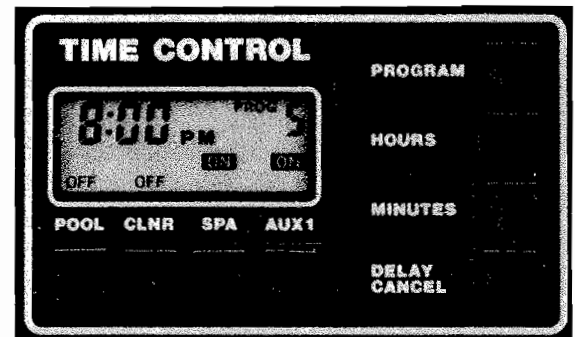 TIME CONTROL
PROGRAM
8:00 PM PROG 5
HOURS
ON ON
OFF OFF
MINUTES
POOL CLNR SPA AUX1
DELAY
CANCEL